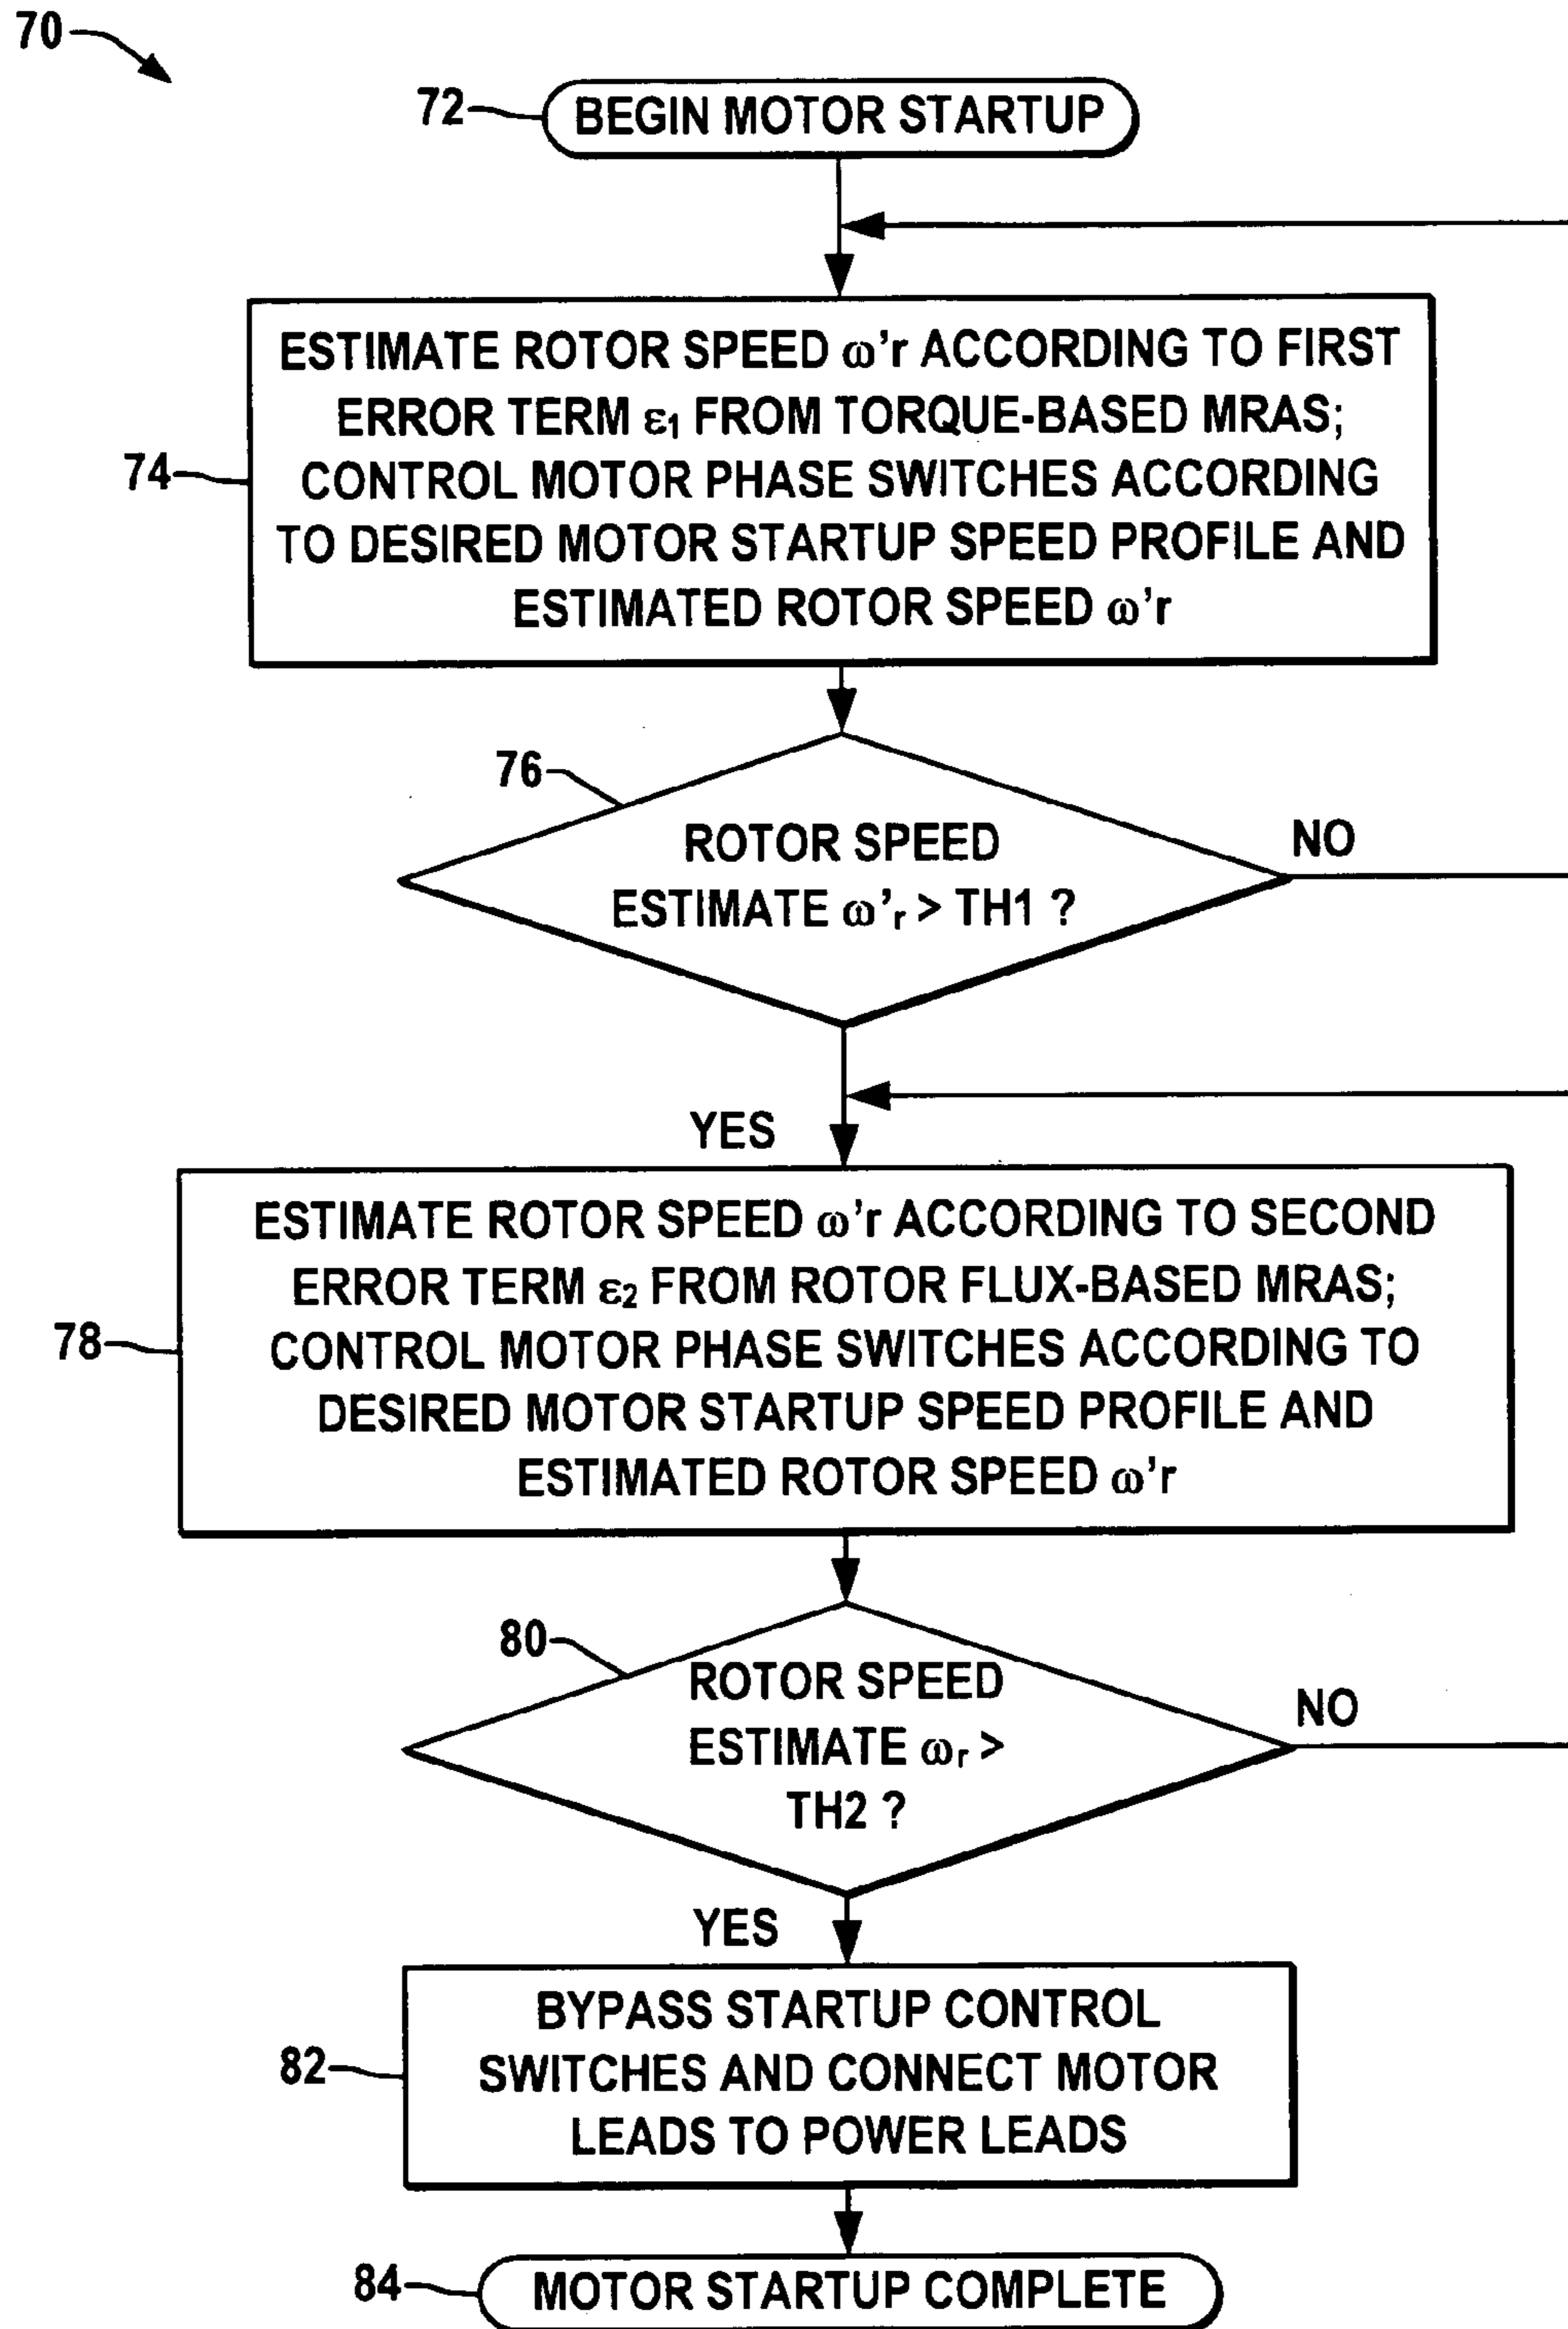 70
72
BEGIN MOTOR STARTUP
74
ESTIMATE ROTOR SPEED ω'r ACCORDING TO FIRST
ERROR TERM ε₁ FROM TORQUE-BASED MRAS;
CONTROL MOTOR PHASE SWITCHES ACCORDING
TO DESIRED MOTOR STARTUP SPEED PROFILE AND
ESTIMATED ROTOR SPEED ω'r
76
ROTOR SPEED
ESTIMATE ω'ᵣ > TH1 ?
NO
YES
78
ESTIMATE ROTOR SPEED ω'r ACCORDING TO SECOND
ERROR TERM ε₂ FROM ROTOR FLUX-BASED MRAS;
CONTROL MOTOR PHASE SWITCHES ACCORDING TO
DESIRED MOTOR STARTUP SPEED PROFILE AND
ESTIMATED ROTOR SPEED ω'r
80
ROTOR SPEED
ESTIMATE ωᵣ >
TH2 ?
NO
YES
82
BYPASS STARTUP CONTROL
SWITCHES AND CONNECT MOTOR
LEADS TO POWER LEADS
84
MOTOR STARTUP COMPLETE